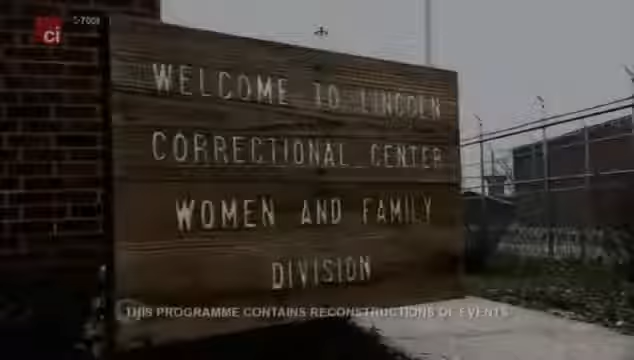 ci
WELCOME TO LINCOLN
CORRECTIONAL CENTER
WOMEN AND FAMILY
DIVISION
THIS PROGRAMME CONTAINS RECONSTRUCTIONS OF EVENTS